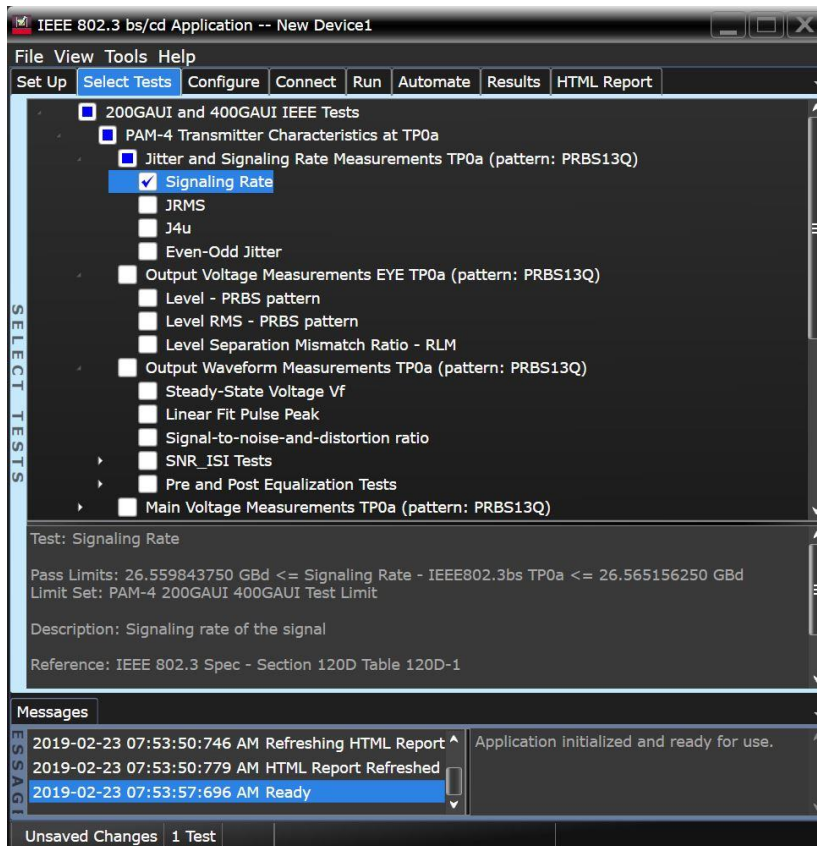 IEEE 802.3 bs/cd Application -- New Device1
File View Tools Help
Set Up Select Tests Configure Connect Run Automate Results HTML Report
200GAUI and 400GAUI IEEE Tests
PAM-4 Transmitter Characteristics at TP0a
Jitter and Signaling Rate Measurements TP0a (pattern: PRBS13Q)
Signaling Rate
JRMS
J4u
Even-Odd Jitter
Output Voltage Measurements EYE TP0a (pattern: PRBS13Q)
Level - PRBS pattern
Level RMS - PRBS pattern
Level Separation Mismatch Ratio - RLM
Output Waveform Measurements TP0a (pattern: PRBS13Q)
Steady-State Voltage Vf
Linear Fit Pulse Peak
Signal-to-noise-and-distortion ratio
SNR_ISI Tests
Pre and Post Equalization Tests
Main Voltage Measurements TP0a (pattern: PRBS13Q)
SELECT TESTS
Test: Signaling Rate
Pass Limits: 26.559843750 GBd <= Signaling Rate - IEEE802.3bs TP0a <= 26.565156250 GBd
Limit Set: PAM-4 200GAUI 400GAUI Test Limit
Description: Signaling rate of the signal
Reference: IEEE 802.3 Spec - Section 120D Table 120D-1
Messages
2019-02-23 07:53:50:746 AM Refreshing HTML Report
2019-02-23 07:53:50:779 AM HTML Report Refreshed
2019-02-23 07:53:57:696 AM Ready
Application initialized and ready for use.
Unsaved Changes 1 Test